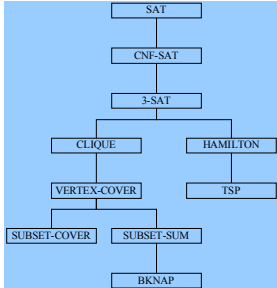 SAT
CNF-SAT
3-SAT
CLIQUE
HAMILTON
VERTEX-COVER
TSP
SUBSET-COVER
SUBSET-SUM
BKNAP